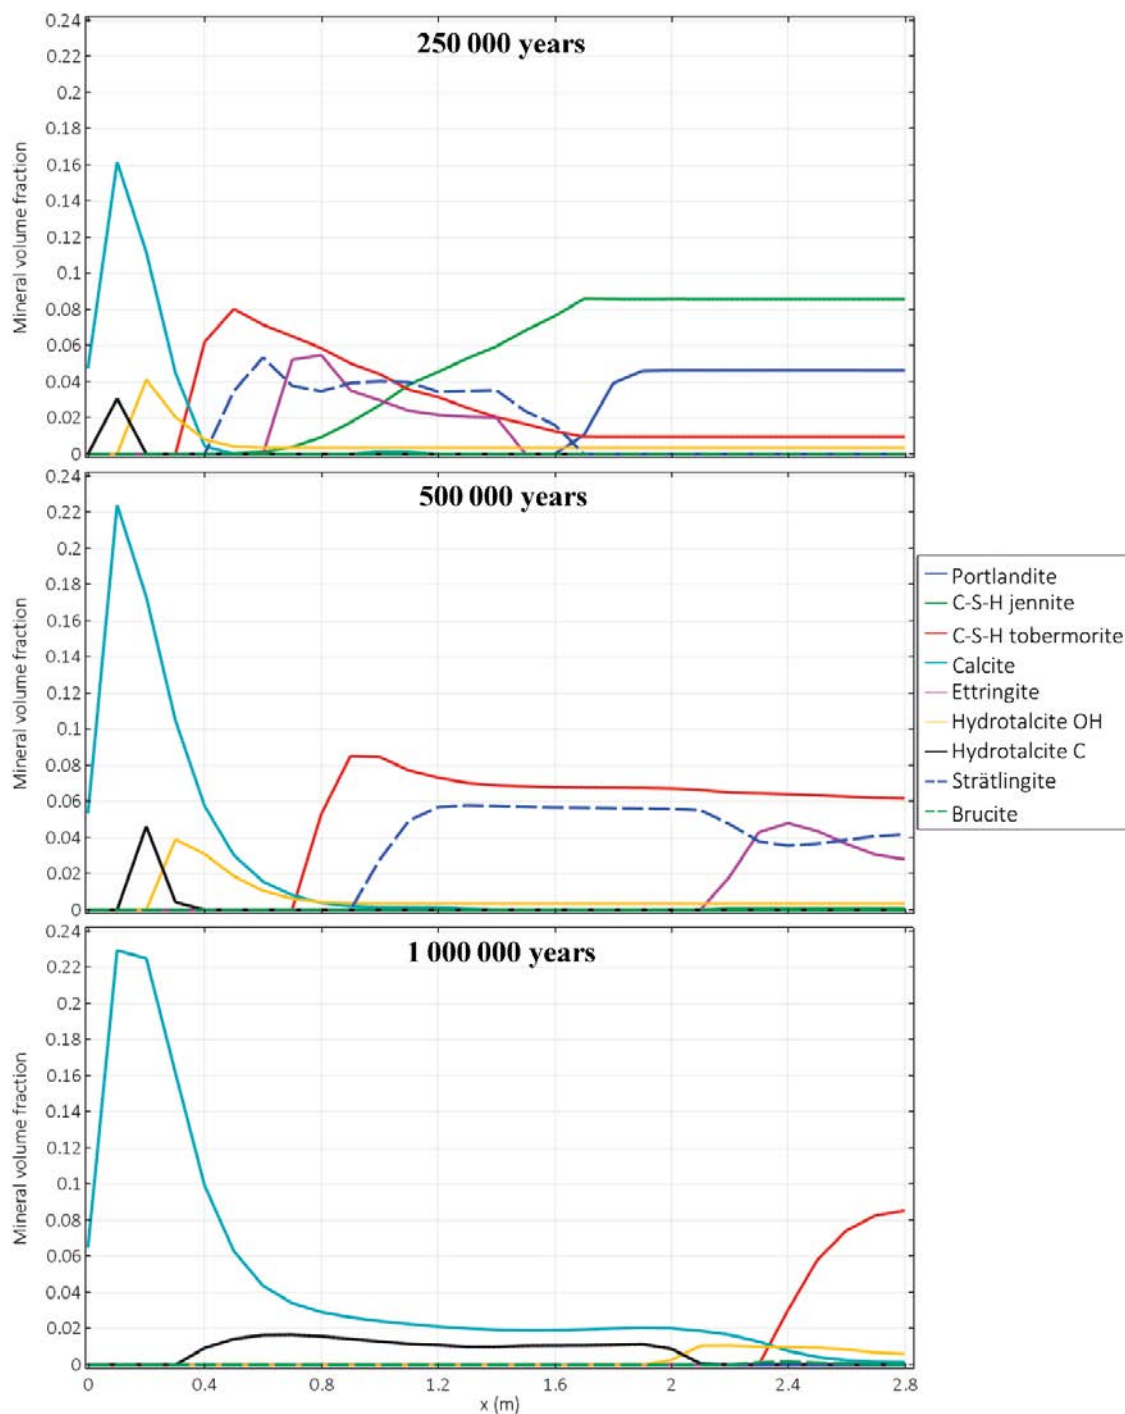 250 000 years
Mineral volume fraction
0.24
0.22
0.2
0.18
0.16
0.14
0.12
0.1
0.08
0.06
0.04
0.02
0
500 000 years
Mineral volume fraction
0.24
0.22
0.2
0.18
0.16
0.14
0.12
0.1
0.08
0.06
0.04
0.02
0
Portlandite
C-S-H jennite
C-S-H tobermorite
Calcite
Ettringite
Hydrotalcite OH
Hydrotalcite C
Strätlingite
Brucite
1 000 000 years
Mineral volume fraction
0.24
0.22
0.2
0.18
0.16
0.14
0.12
0.1
0.08
0.06
0.04
0.02
0
0 0.4 0.8 1.2 1.6 2 2.4 2.8
x (m)